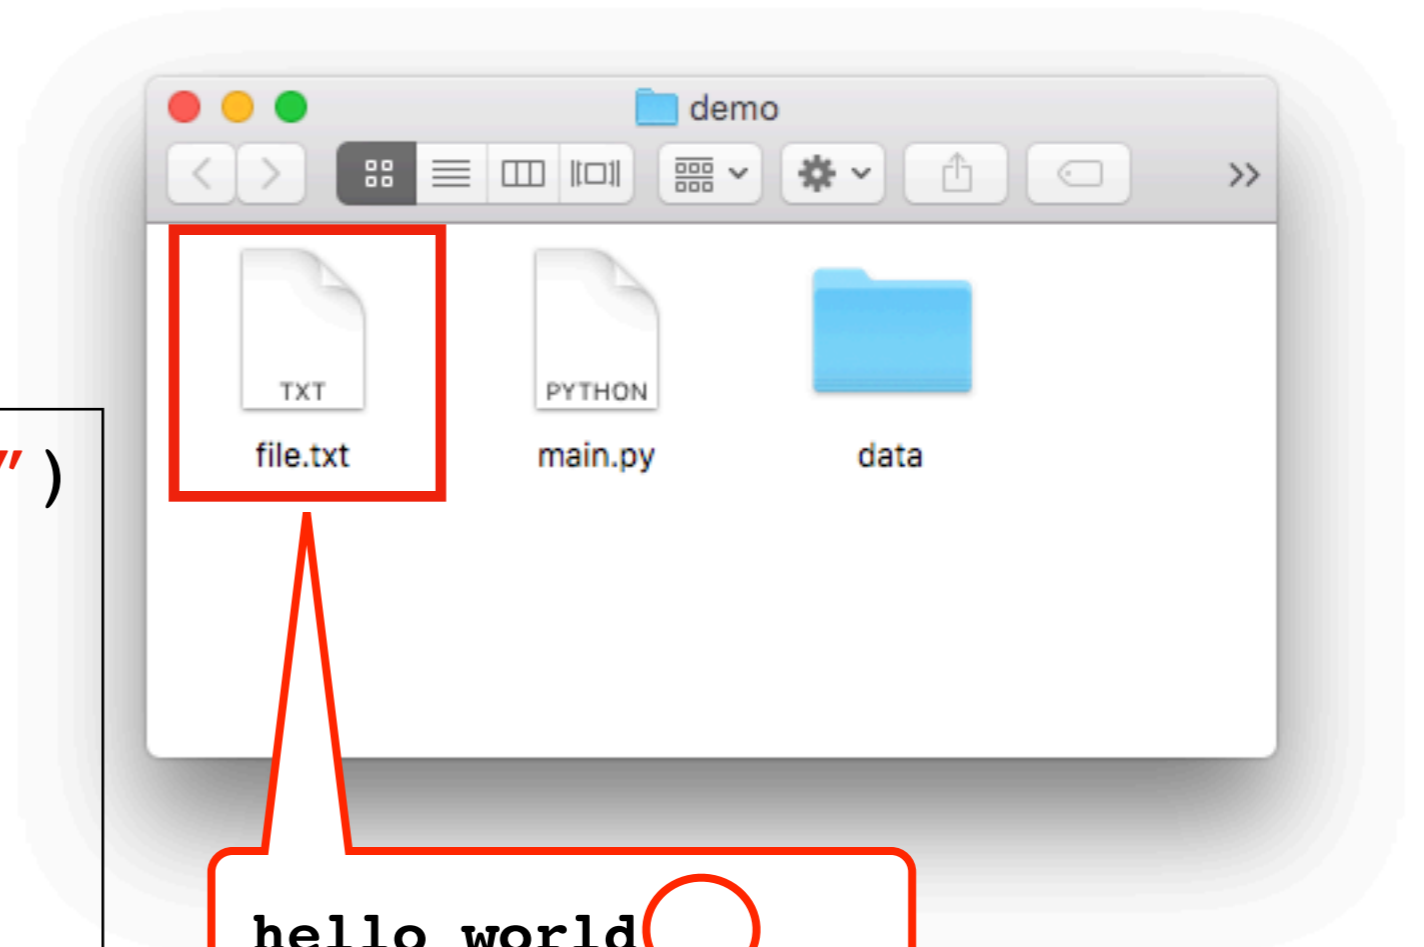 demo
TXT
PYTHON
file.txt
main.py
data
")
hello world